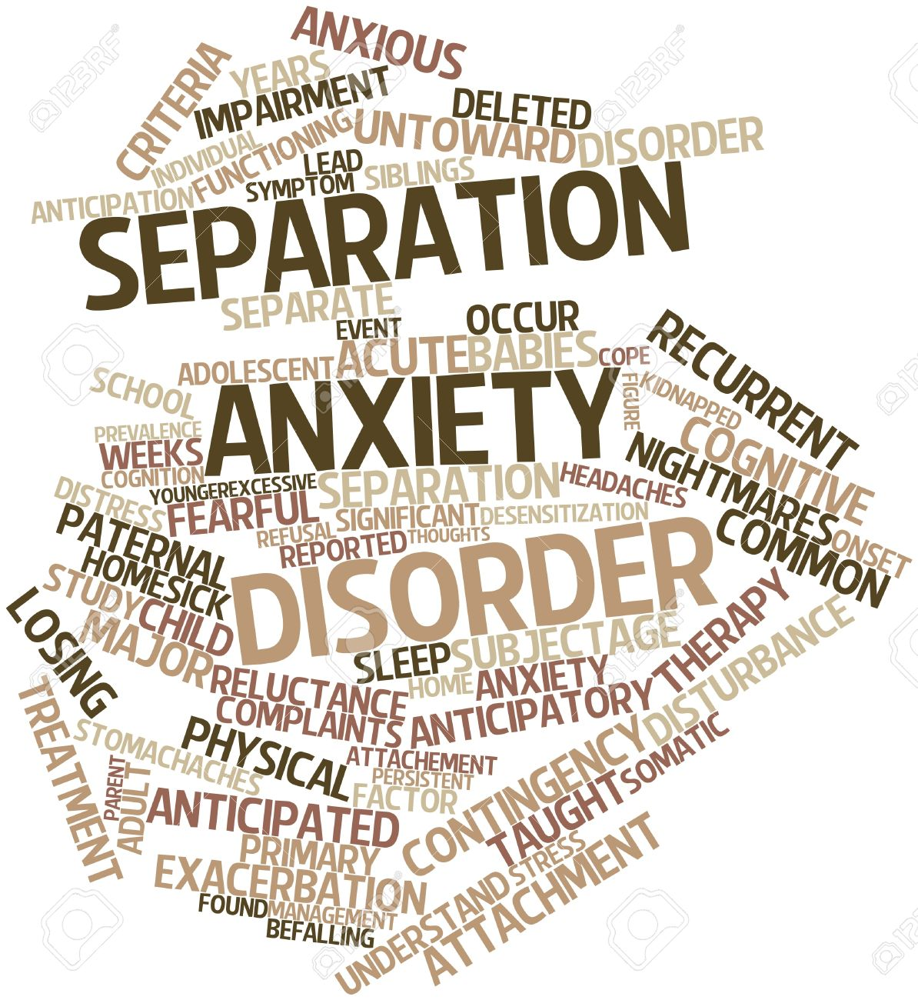 ANXIOUS
CRITERIA
YEARS
IMPAIRMENT
DELETED
INDIVIDUAL
FUNCTIONING
UNTOWARD
DISORDER
LEAD
SIBLINGS
ANTICIPATION
SYMPTOM
SEPARATION
SEPARATE
EVENT
OCCUR
RECURRENT
ADOLESCENT
ACUTE
BABIES
COPE
SCHOOL
ANXIETY
FIGURE
KIDNAPPED
COGNITIVE
PREVALENCE
WEEKS
COGNITION
NIGHTMARES
DISTRESS
YOUNGER
EXCESSIVE
SEPARATION
HEADACHES
PATERNAL
FEARFUL
SIGNIFICANT
DESENSITIZATION
COMMON
ONSET
REFUSAL
THOUGHTS
REPORTED
HOMESICK
DISORDER
STUDY
CHILD
MAJOR
LOSING
SLEEP
SUBJECT
AGE
THERAPY
DISTURBANCE
RELUCTANCE
HOME
ANXIETY
COMPLAINTS
ANTICIPATORY
TREATMENT
STOMACHACHES
PHYSICAL
ATTACHEMENT
PERSISTENT
FACTOR
CONTINGENCY
SOMATIC
TAUGHT
PARENT
ADULT
ANTICIPATED
PRIMARY
EXACERBATION
STRESS
FOUND
MANAGEMENT
BEFALLING
UNDERSTAND
ATTACHMENT
123RF